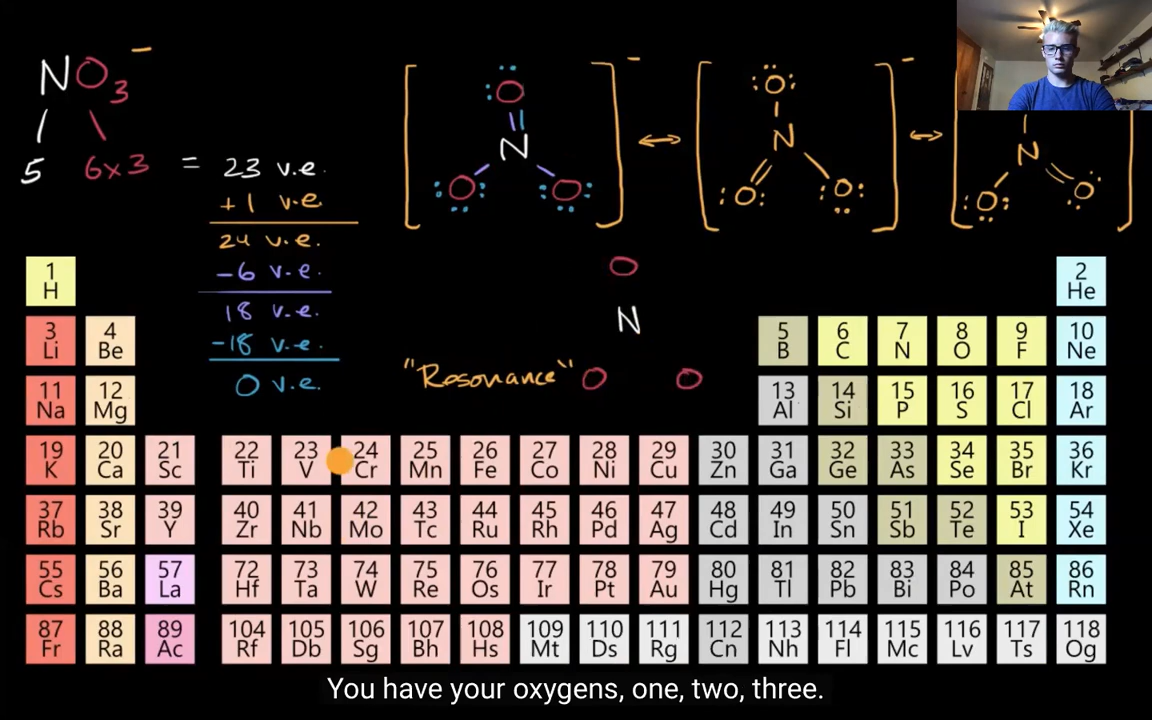 NO3−
5 6x3 = 23 v.e.
+1 v.e.
24 v.e.
−6 v.e.
18 v.e.
−18 v.e.
0 v.e.
[O N O O]− ↔ [O N O O]− ↔ [N O O
O
N
"Resonance" O O
1 2
H He
3 4 5 6 7 8 9 10
Li Be B C N O F Ne
11 12 13 14 15 16 17 18
Na Mg Al Si P S Cl Ar
19 20 21 22 23 24 25 26 27 28 29 30 31 32 33 34 35 36
K Ca Sc Ti V Cr Mn Fe Co Ni Cu Zn Ga Ge As Se Br Kr
37 38 39 40 41 42 43 44 45 46 47 48 49 50 51 52 53 54
Rb Sr Y Zr Nb Mo Tc Ru Rh Pd Ag Cd In Sn Sb Te I Xe
55 56 57 72 73 74 75 76 77 78 79 80 81 82 83 84 85 86
Cs Ba La Hf Ta W Re Os Ir Pt Au Hg Tl Pb Bi Po At Rn
87 88 89 104 105 106 107 108 109 110 111 112 113 114 115 116 117 118
Fr Ra Ac Rf Db Sg Bh Hs Mt Ds Rg Cn Nh Fl Mc Lv Ts Og
You have your oxygens, one, two, three.